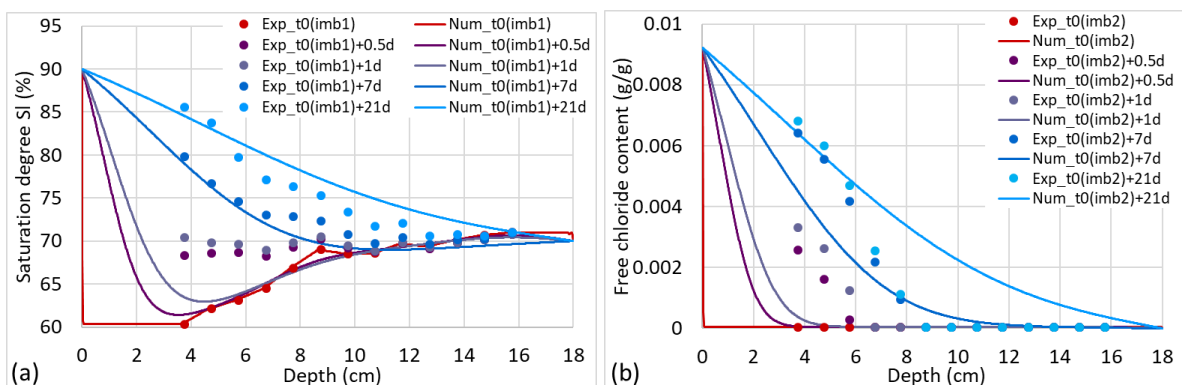 95
90
85
80
75
70
65
60
Saturation degree Sl (%)
Exp_t0(imb1)
Num_t0(imb1)
Exp_t0(imb1)+0.5d
Num_t0(imb1)+0.5d
Exp_t0(imb1)+1d
Num_t0(imb1)+1d
Exp_t0(imb1)+7d
Num_t0(imb1)+7d
Exp_t0(imb1)+21d
Num_t0(imb1)+21d
0 2 4 6 8 10 12 14 16 18
Depth (cm)
(a)
0.01
0.008
0.006
0.004
0.002
0
Free chloride content (g/g)
Exp_t0(imb2)
Num_t0(imb2)
Exp_t0(imb2)+0.5d
Num_t0(imb2)+0.5d
Exp_t0(imb2)+1d
Num_t0(imb2)+1d
Exp_t0(imb2)+7d
Num_t0(imb2)+7d
Exp_t0(imb2)+21d
Num_t0(imb2)+21d
0 2 4 6 8 10 12 14 16 18
Depth (cm)
(b)